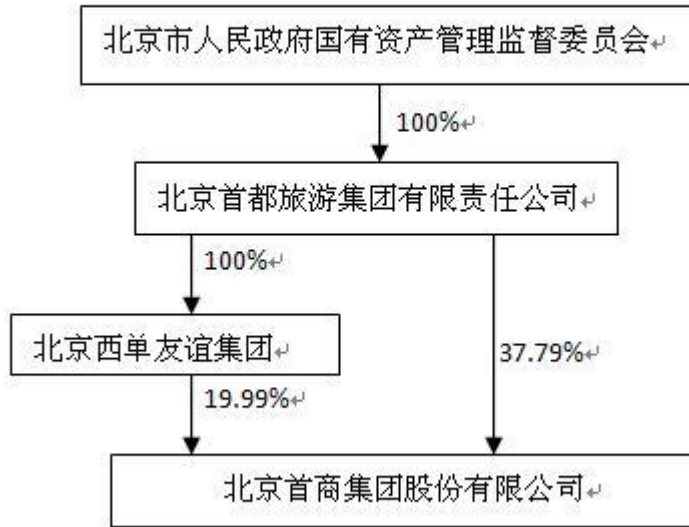 北京市人民政府国有资产管理监督委员会↵
100%↵
北京首都旅游集团有限责任公司↵
100%↵
北京西单友谊集团↵
37.79%↵
19.99%↵
北京首商集团股份有限公司↵